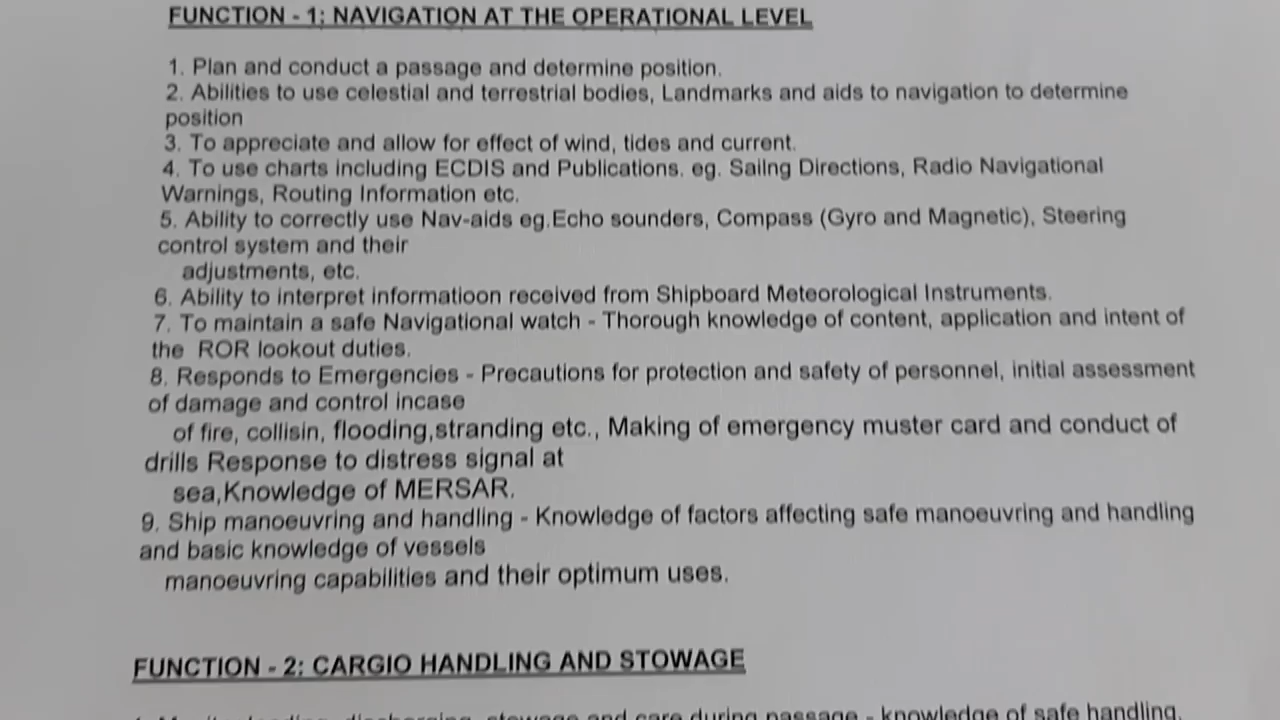 FUNCTION - 1: NAVIGATION AT THE OPERATIONAL LEVEL
1. Plan and conduct a passage and determine position.
2. Abilities to use celestial and terrestrial bodies, Landmarks and aids to navigation to determine
position
3. To appreciate and allow for effect of wind, tides and current.
4. To use charts including ECDIS and Publications. eg. Sailng Directions, Radio Navigational
Warnings, Routing Information etc.
5. Ability to correctly use Nav-aids eg.Echo sounders, Compass (Gyro and Magnetic), Steering
control system and their
adjustments, etc.
6. Ability to interpret informatioon received from Shipboard Meteorological Instruments.
7. To maintain a safe Navigational watch - Thorough knowledge of content, application and intent of
the ROR lookout duties.
8. Responds to Emergencies - Precautions for protection and safety of personnel, initial assessment
of damage and control incase
of fire, collisin, flooding,stranding etc., Making of emergency muster card and conduct of
drills Response to distress signal at
sea,Knowledge of MERSAR.
9. Ship manoeuvring and handling - Knowledge of factors affecting safe manoeuvring and handling
and basic knowledge of vessels
manoeuvring capabilities and their optimum uses.
FUNCTION - 2: CARGIO HANDLING AND STOWAGE
stowage and care during passage - knowledge of safe handling,